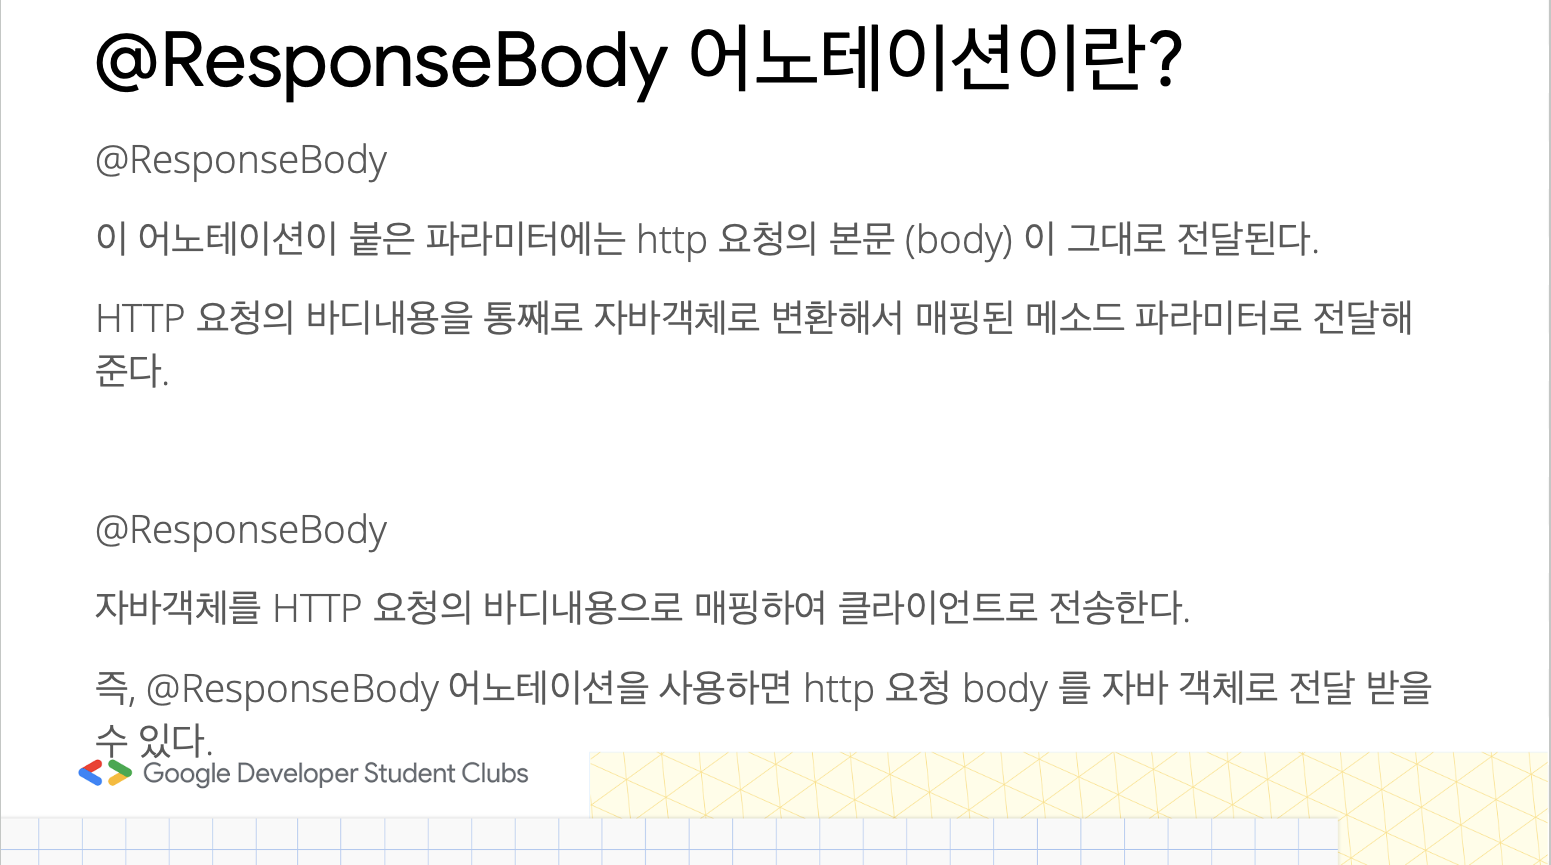 @ResponseBody 어노테이션이란?
@ResponseBody
이 어노테이션이 붙은 파라미터에는 http 요청의 본문 (body) 이 그대로 전달된다.
HTTP 요청의 바디내용을 통째로 자바객체로 변환해서 매핑된 메소드 파라미터로 전달해
준다.
@ResponseBody
자바객체를 HTTP 요청의 바디내용으로 매핑하여 클라이언트로 전송한다.
즉, @ResponseBody 어노테이션을 사용하면 http 요청 body 를 자바 객체로 전달 받을
수 있다.
Google Developer Student Clubs